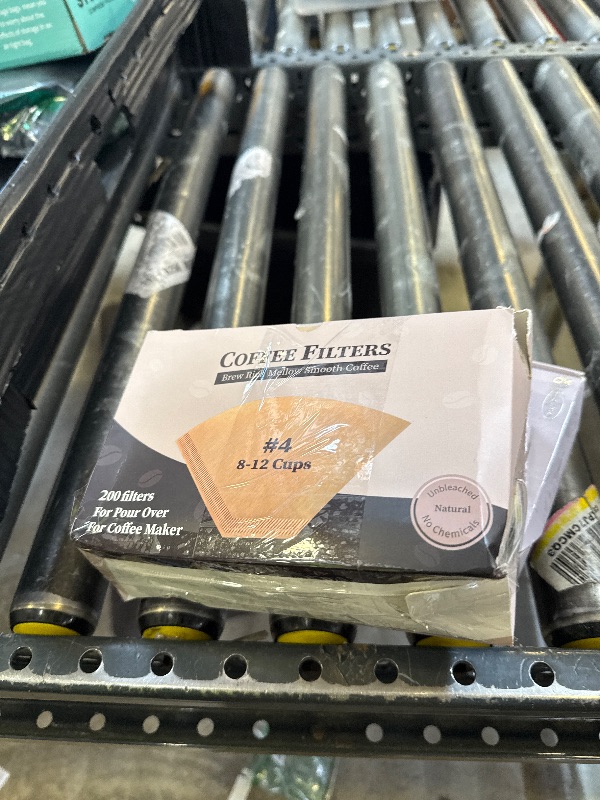 COFFEE FILTERS
Brew Rich Mellow Smooth Coffee
#4
8-12 Cups
200 filters
For Pour Over
For Coffee Maker
Unbleached
Natural
No Chemicals